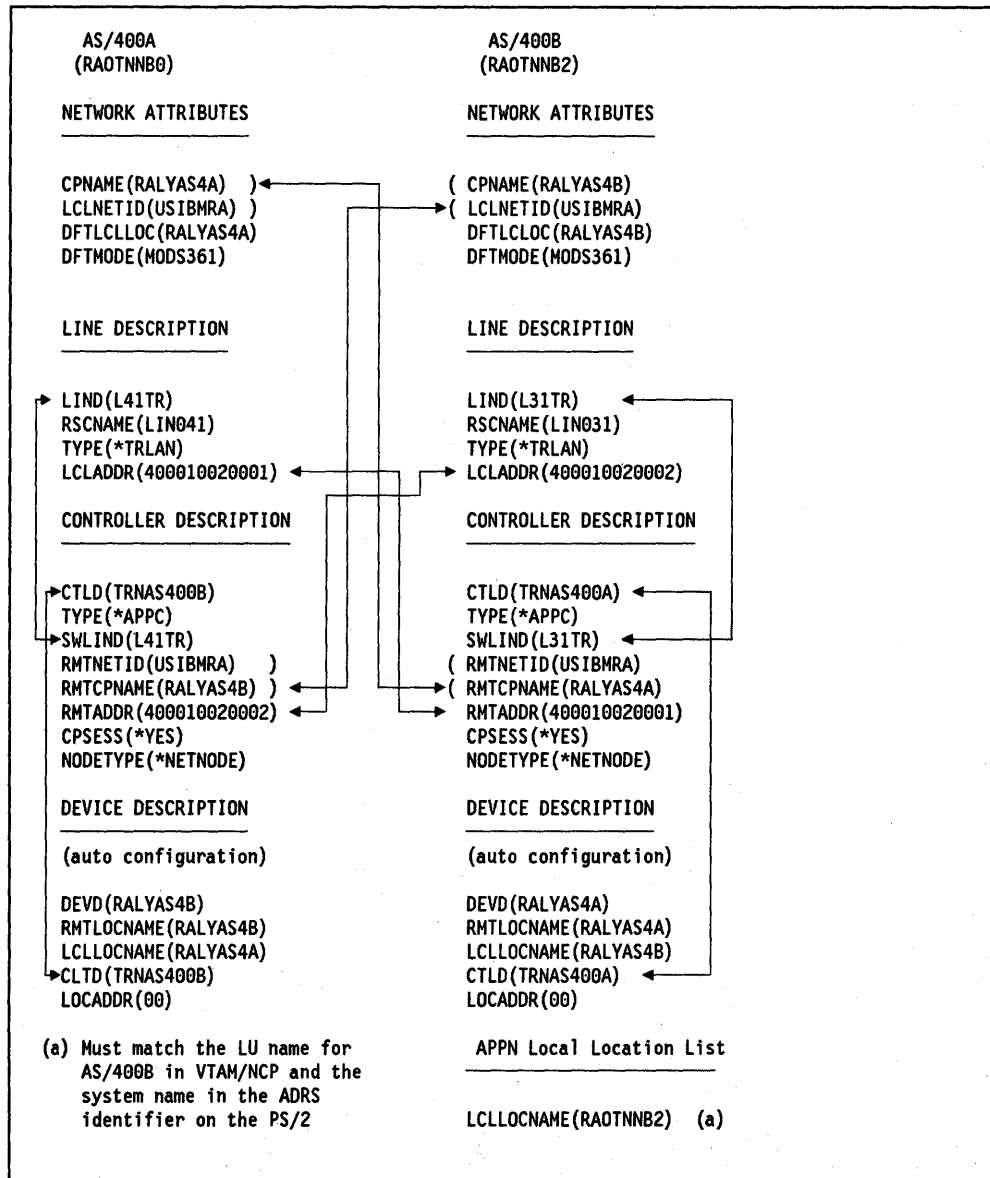 AS/400A
(RAOTNNB0)
NETWORK ATTRIBUTES
CPNAME(RALYAS4A) )
LCLNETID(USIBMRA) )
DFTLCLLOC(RALYAS4A)
DFTMODE(MODS361)
LINE DESCRIPTION
LIND(L41TR)
RSCNAME(LIN041)
TYPE(*TRLAN)
LCLADDR(400010020001)
CONTROLLER DESCRIPTION
CTLD(TRNAS400B)
TYPE(*APPC)
SWLIND(L41TR)
RMTNETID(USIBMRA) )
RMTCPNAME(RALYAS4B) )
RMTADDR(400010020002)
CPSESS(*YES)
NODETYPE(*NETNODE)
DEVICE DESCRIPTION
(auto configuration)
DEVD(RALYAS4B)
RMTLOCNAME(RALYAS4B)
LCLLOCNAME(RALYAS4A)
CLTD(TRNAS400B)
LOCADDR(00)
(a) Must match the LU name for
AS/400B in VTAM/NCP and the
system name in the ADRS
identifier on the PS/2
AS/400B
(RAOTNNB2)
NETWORK ATTRIBUTES
( CPNAME(RALYAS4B)
( LCLNETID(USIBMRA)
DFTLCLOC(RALYAS4B)
DFTMODE(MODS361)
LINE DESCRIPTION
LIND(L31TR)
RSCNAME(LIN031)
TYPE(*TRLAN)
LCLADDR(400010020002)
CONTROLLER DESCRIPTION
CTLD(TRNAS400A)
TYPE(*APPC)
SWLIND(L31TR)
( RMTNETID(USIBMRA)
( RMTCPNAME(RALYAS4A)
RMTADDR(400010020001)
CPSESS(*YES)
NODETYPE(*NETNODE)
DEVICE DESCRIPTION
(auto configuration)
DEVD(RALYAS4A)
RMTLOCNAME(RALYAS4A)
LCLLOCNAME(RALYAS4B)
CTLD(TRNAS400A)
LOCADDR(00)
APPN Local Location List
LCLLOCNAME(RAOTNNB2) (a)